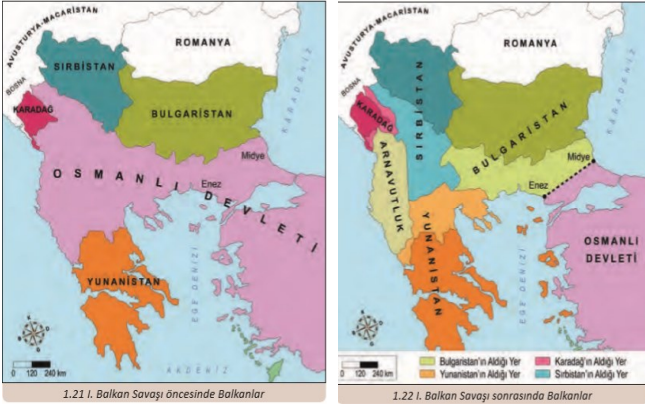 AVUSTURYA-MACARİSTAN
ROMANYA
BOSNA
SIRBİSTAN
KARADAĞ
BULGARİSTAN
KARADENİZ
Midye
OSMANLI DEVLETİ
Enez
YUNANİSTAN
EGE DENİZİ
AKDENİZ
0 120 240 km
1.21 I. Balkan Savaşı öncesinde Balkanlar
AVUSTURYA-MACARİSTAN
ROMANYA
BOSNA
KARADAĞ
SIRBİSTAN
BULGARİSTAN
KARADENİZ
Midye
ARNAVUTLUK
Enez
YUNANİSTAN
OSMANLI
DEVLETİ
EGE DENİZİ
0 120 240 km
Bulgaristan'ın Aldığı Yer
Karadağ'ın Aldığı Yer
Yunanistan'ın Aldığı Yer
Sırbistan'ın Aldığı Yer
1.22 I. Balkan Savaşı sonrasında Balkanlar